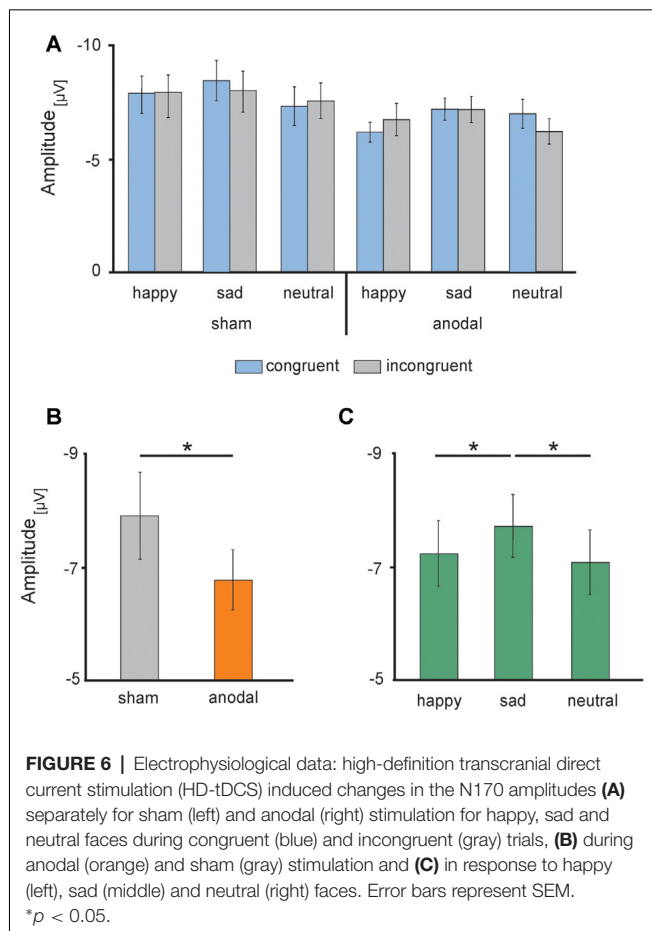 A
-10
-5
0
Amplitude [µV]
happy sad neutral happy sad neutral
sham anodal
congruent incongruent
B
-9
-7
-5
Amplitude [µV]
*
sham anodal
C
-9
-7
-5
* *
happy sad neutral
FIGURE 6 | Electrophysiological data: high-definition transcranial direct
current stimulation (HD-tDCS) induced changes in the N170 amplitudes (A)
separately for sham (left) and anodal (right) stimulation for happy, sad and
neutral faces during congruent (blue) and incongruent (gray) trials, (B) during
anodal (orange) and sham (gray) stimulation and (C) in response to happy
(left), sad (middle) and neutral (right) faces. Error bars represent SEM.
*p < 0.05.